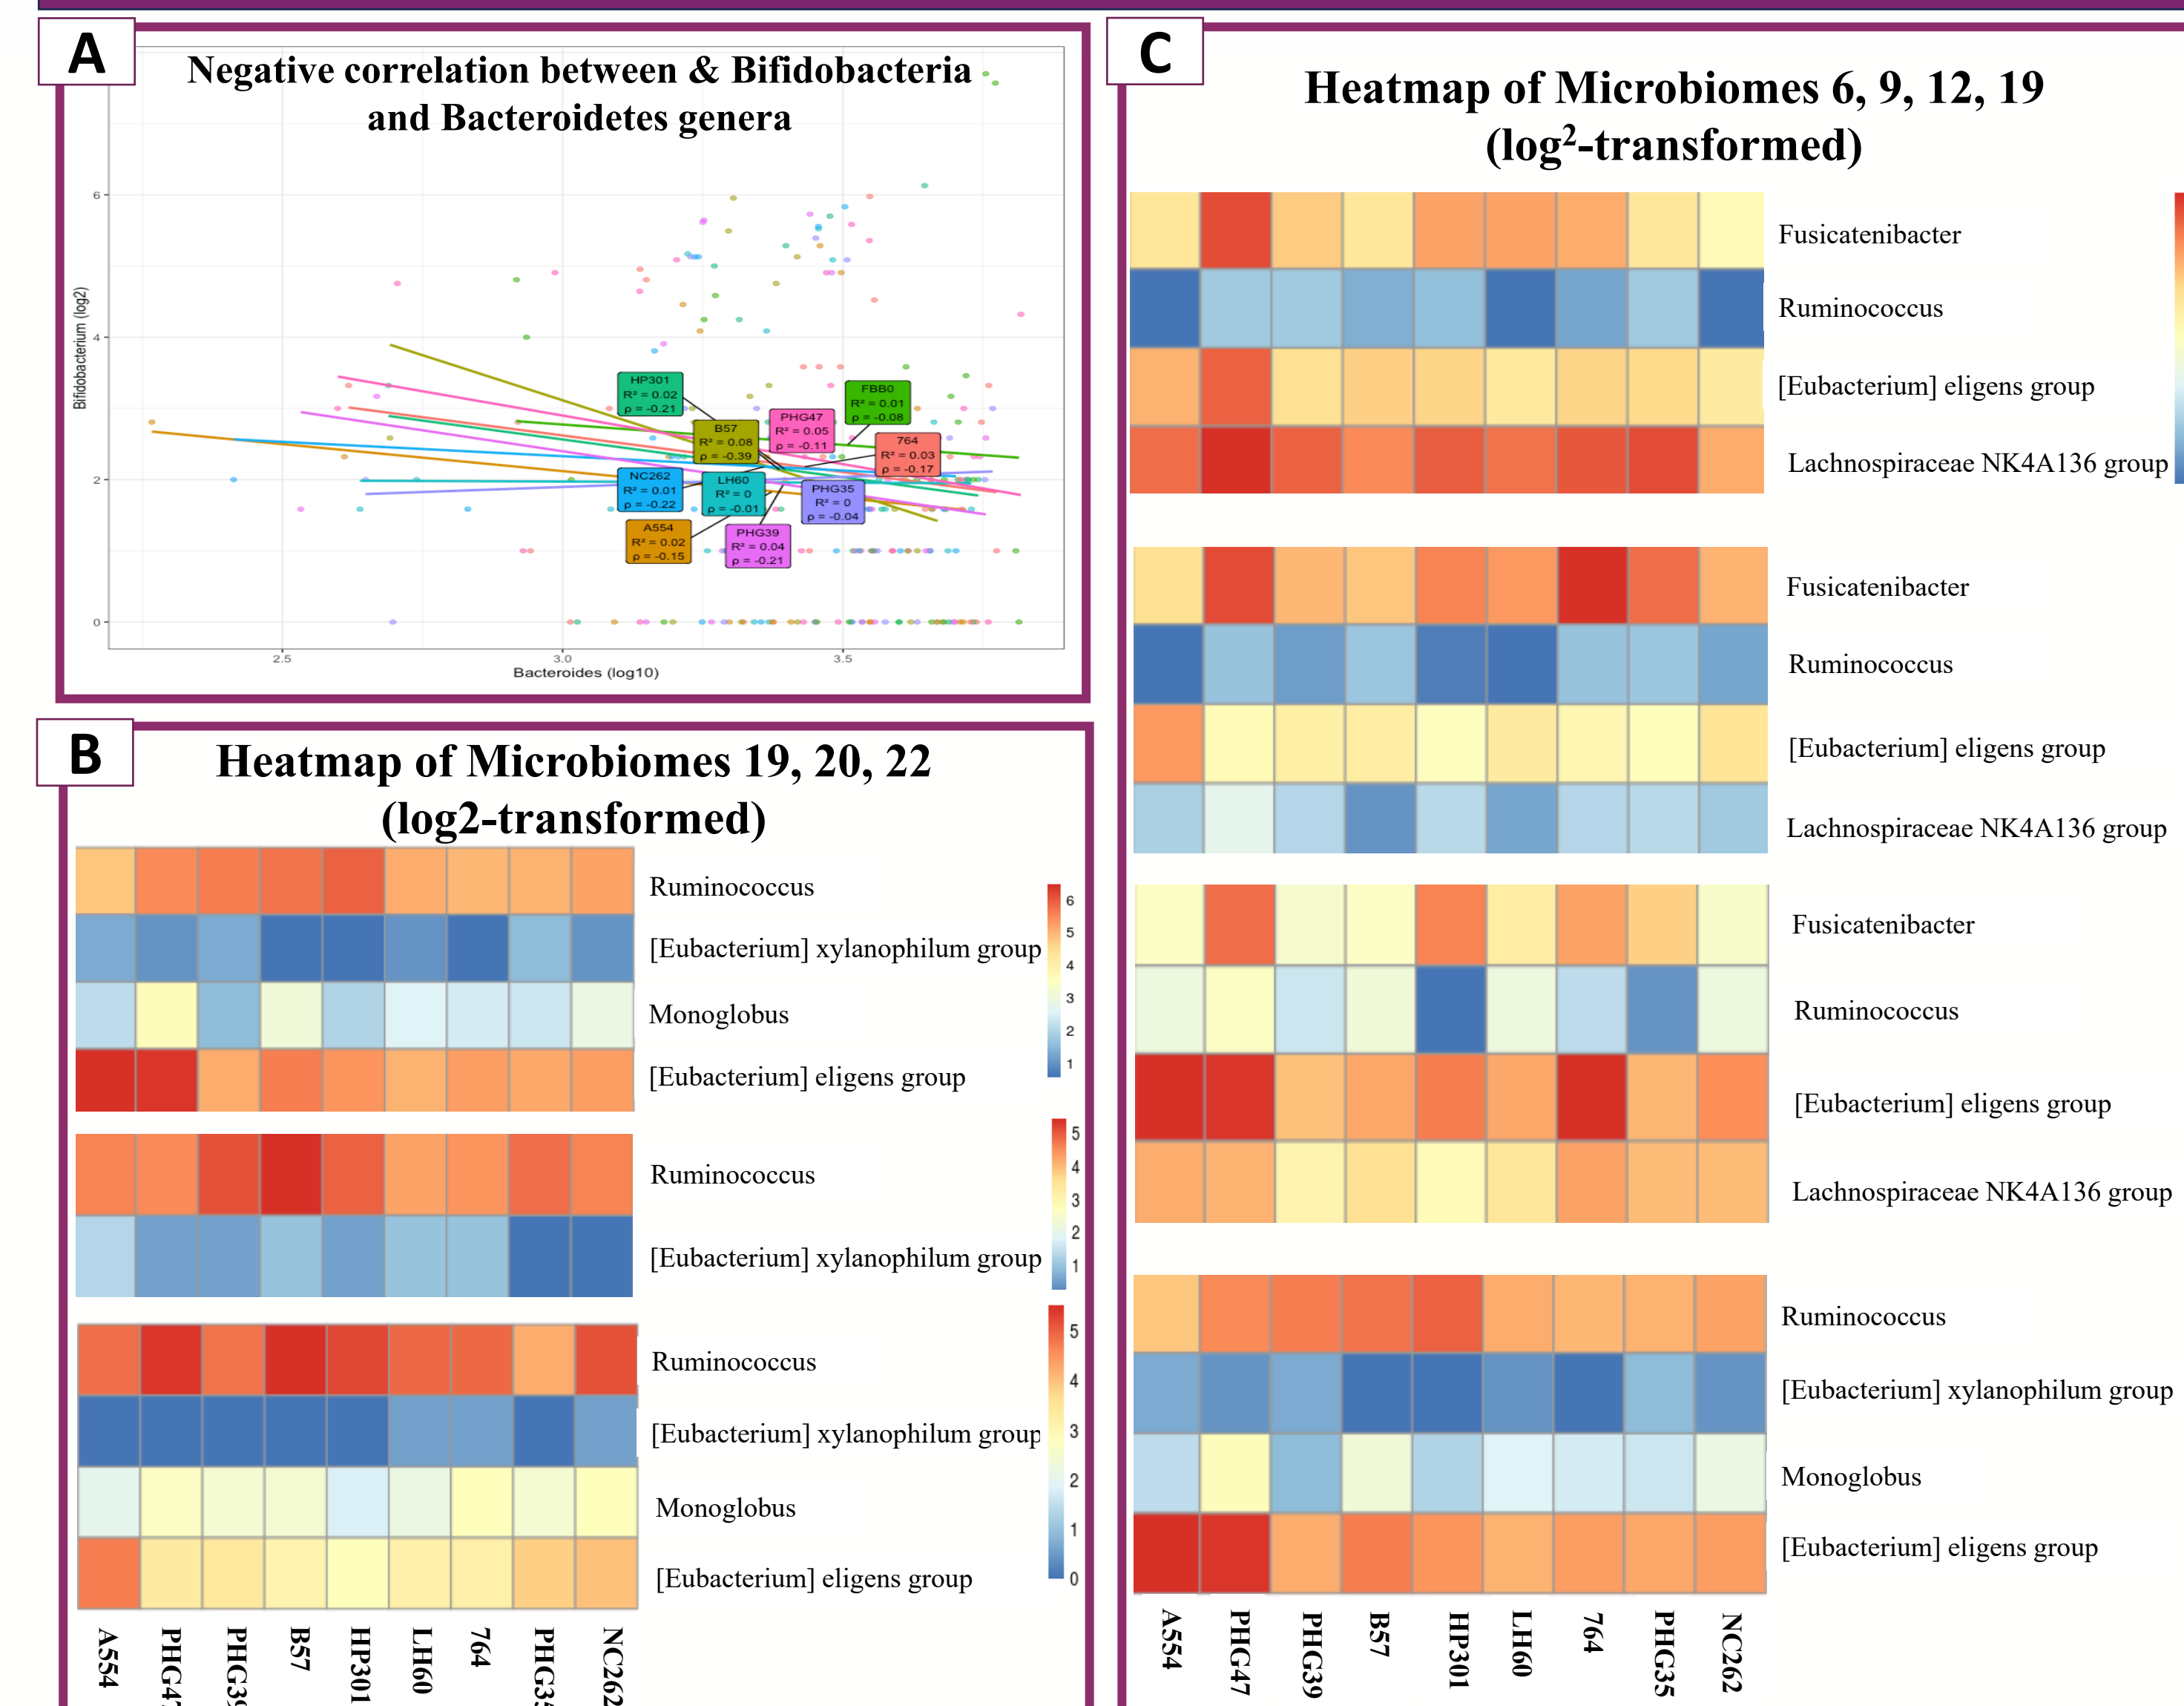 A
Negative correlation between & Bifidobacteria
and Bacteroidetes genera
Bifidobacterium (log2)
6
4
2
0
HP301
R² = 0.02
ρ = -0.21
FBB0
R² = 0.01
ρ = -0.08
B57
R² = 0.08
ρ = -0.39
PHG47
R² = 0.05
ρ = -0.11
764
R² = 0.03
ρ = -0.17
NC262
R² = 0.01
ρ = -0.22
LH60
R² = 0
ρ = -0.01
PHG35
R² = 0
ρ = -0.04
A554
R² = 0.02
ρ = -0.15
PHG39
R² = 0.04
ρ = -0.21
2.5
3.0
3.5
Bacteroides (log10)
B
Heatmap of Microbiomes 19, 20, 22
(log2-transformed)
Ruminococcus
[Eubacterium] xylanophilum group
Monoglobus
[Eubacterium] eligens group
6
5
4
3
2
1
Ruminococcus
[Eubacterium] xylanophilum group
5
4
3
2
1
Ruminococcus
[Eubacterium] xylanophilum group
Monoglobus
[Eubacterium] eligens group
5
4
3
2
1
0
A554
PHG47
PHG39
B57
HP301
LH60
764
PHG35
NC262
C
Heatmap of Microbiomes 6, 9, 12, 19
(log²-transformed)
Fusicatenibacter
Ruminococcus
[Eubacterium] eligens group
Lachnospiraceae NK4A136 group
Fusicatenibacter
Ruminococcus
[Eubacterium] eligens group
Lachnospiraceae NK4A136 group
Fusicatenibacter
Ruminococcus
[Eubacterium] eligens group
Lachnospiraceae NK4A136 group
Ruminococcus
[Eubacterium] xylanophilum group
Monoglobus
[Eubacterium] eligens group
A554
PHG47
PHG39
B57
HP301
LH60
764
PHG35
NC262